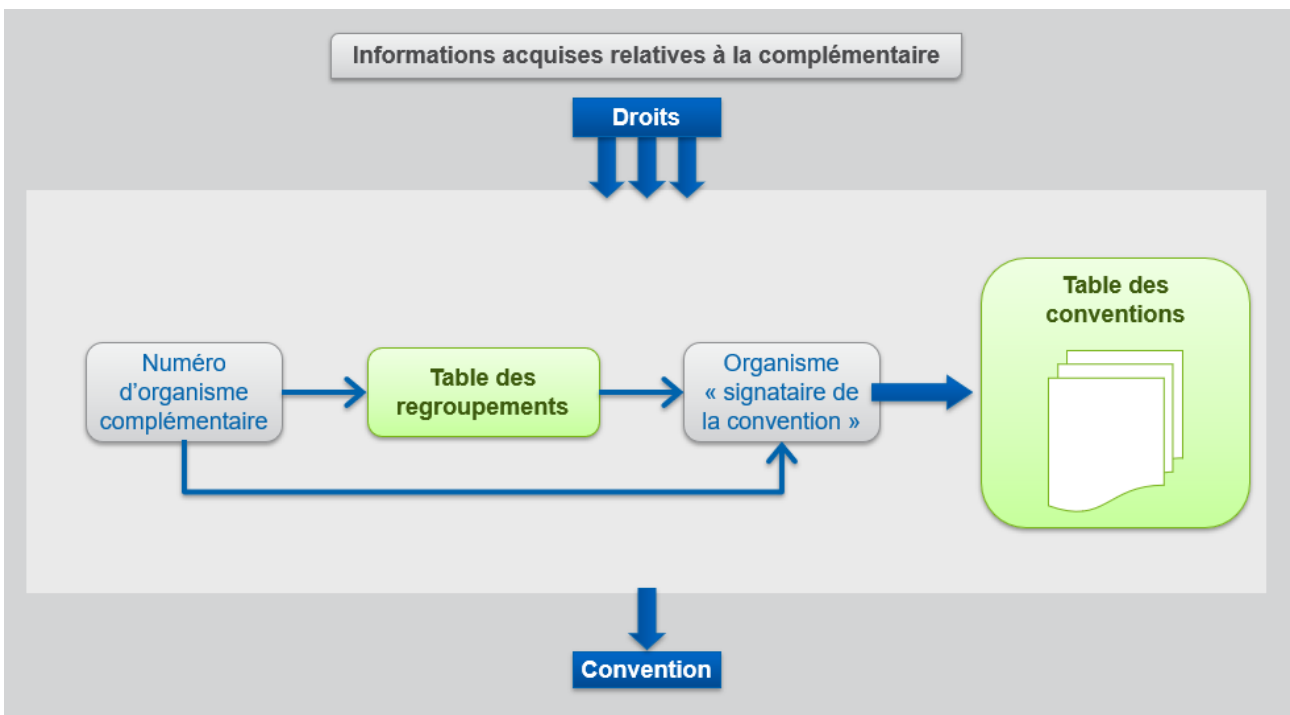 Informations acquises relatives à la complémentaire
Droits
Numéro
d’organisme
complémentaire
Table des
regroupements
Organisme
« signataire de
la convention »
Table des
conventions
Convention